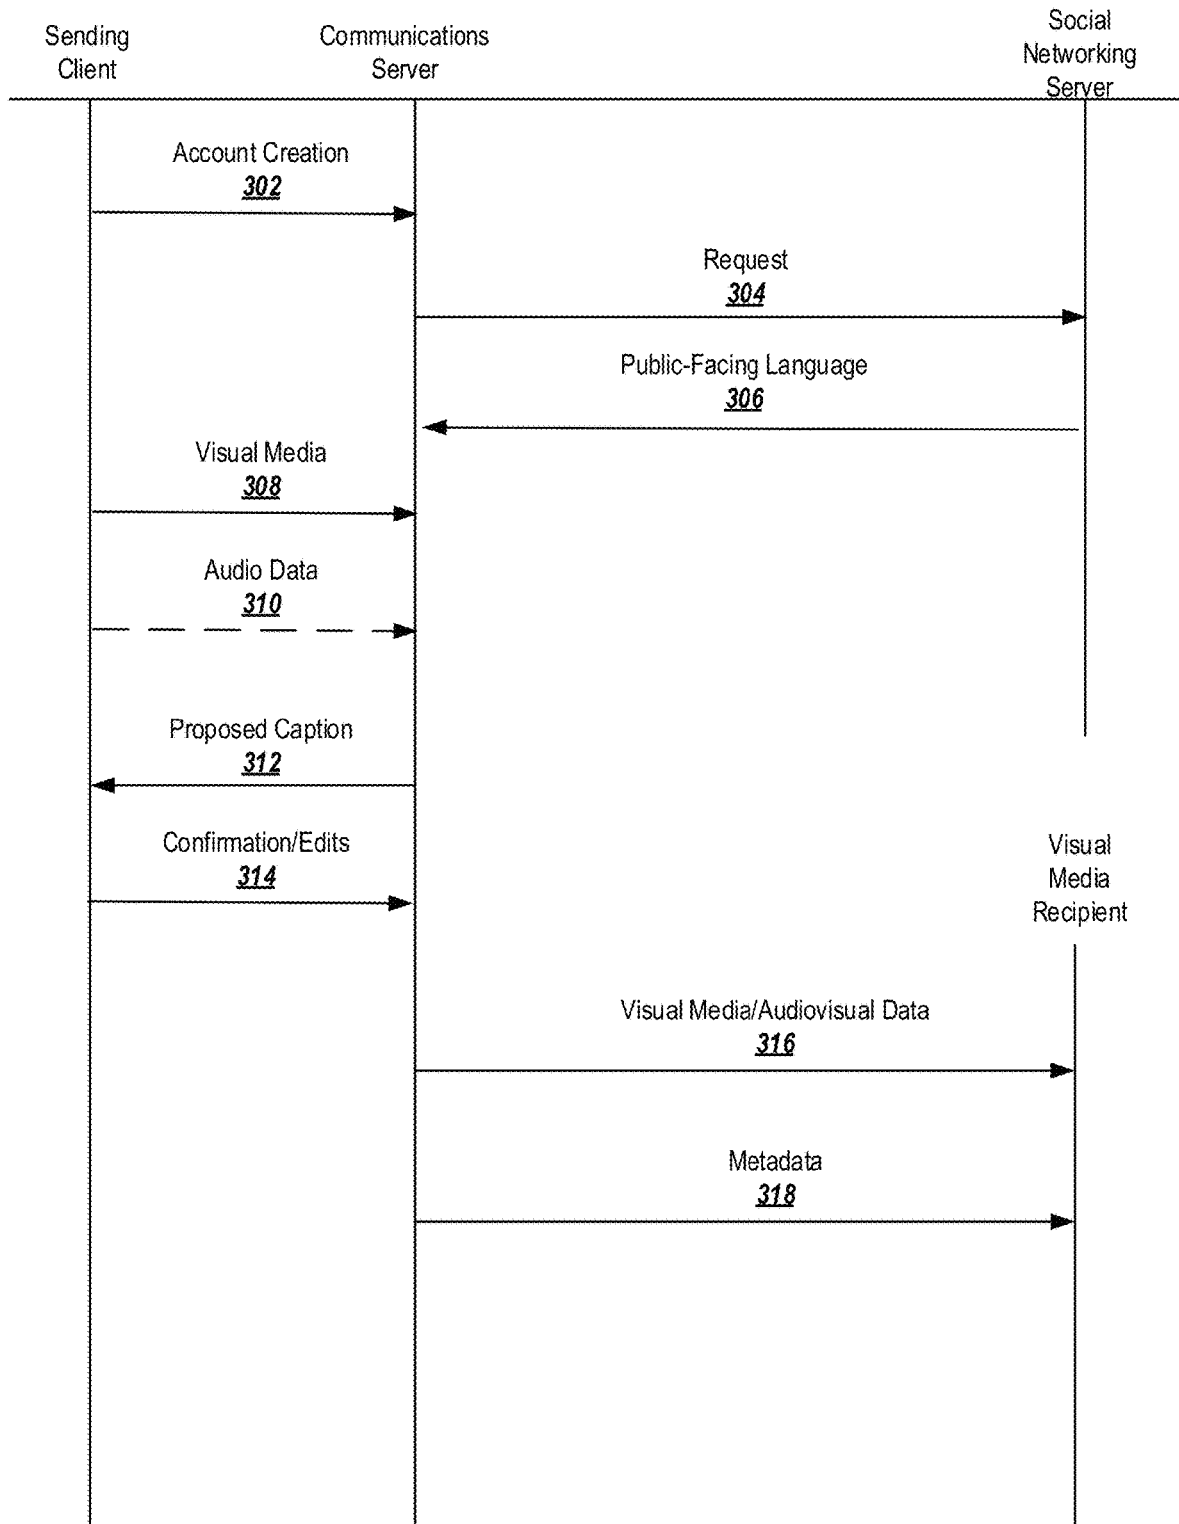 Sending
Client
Communications
Server
Social
Networking
Server
Account Creation
302
Request
304
Public-Facing Language
306
Visual Media
308
Audio Data
310
Proposed Caption
312
Confirmation/Edits
314
Visual
Media
Recipient
Visual Media/Audiovisual Data
316
Metadata
318